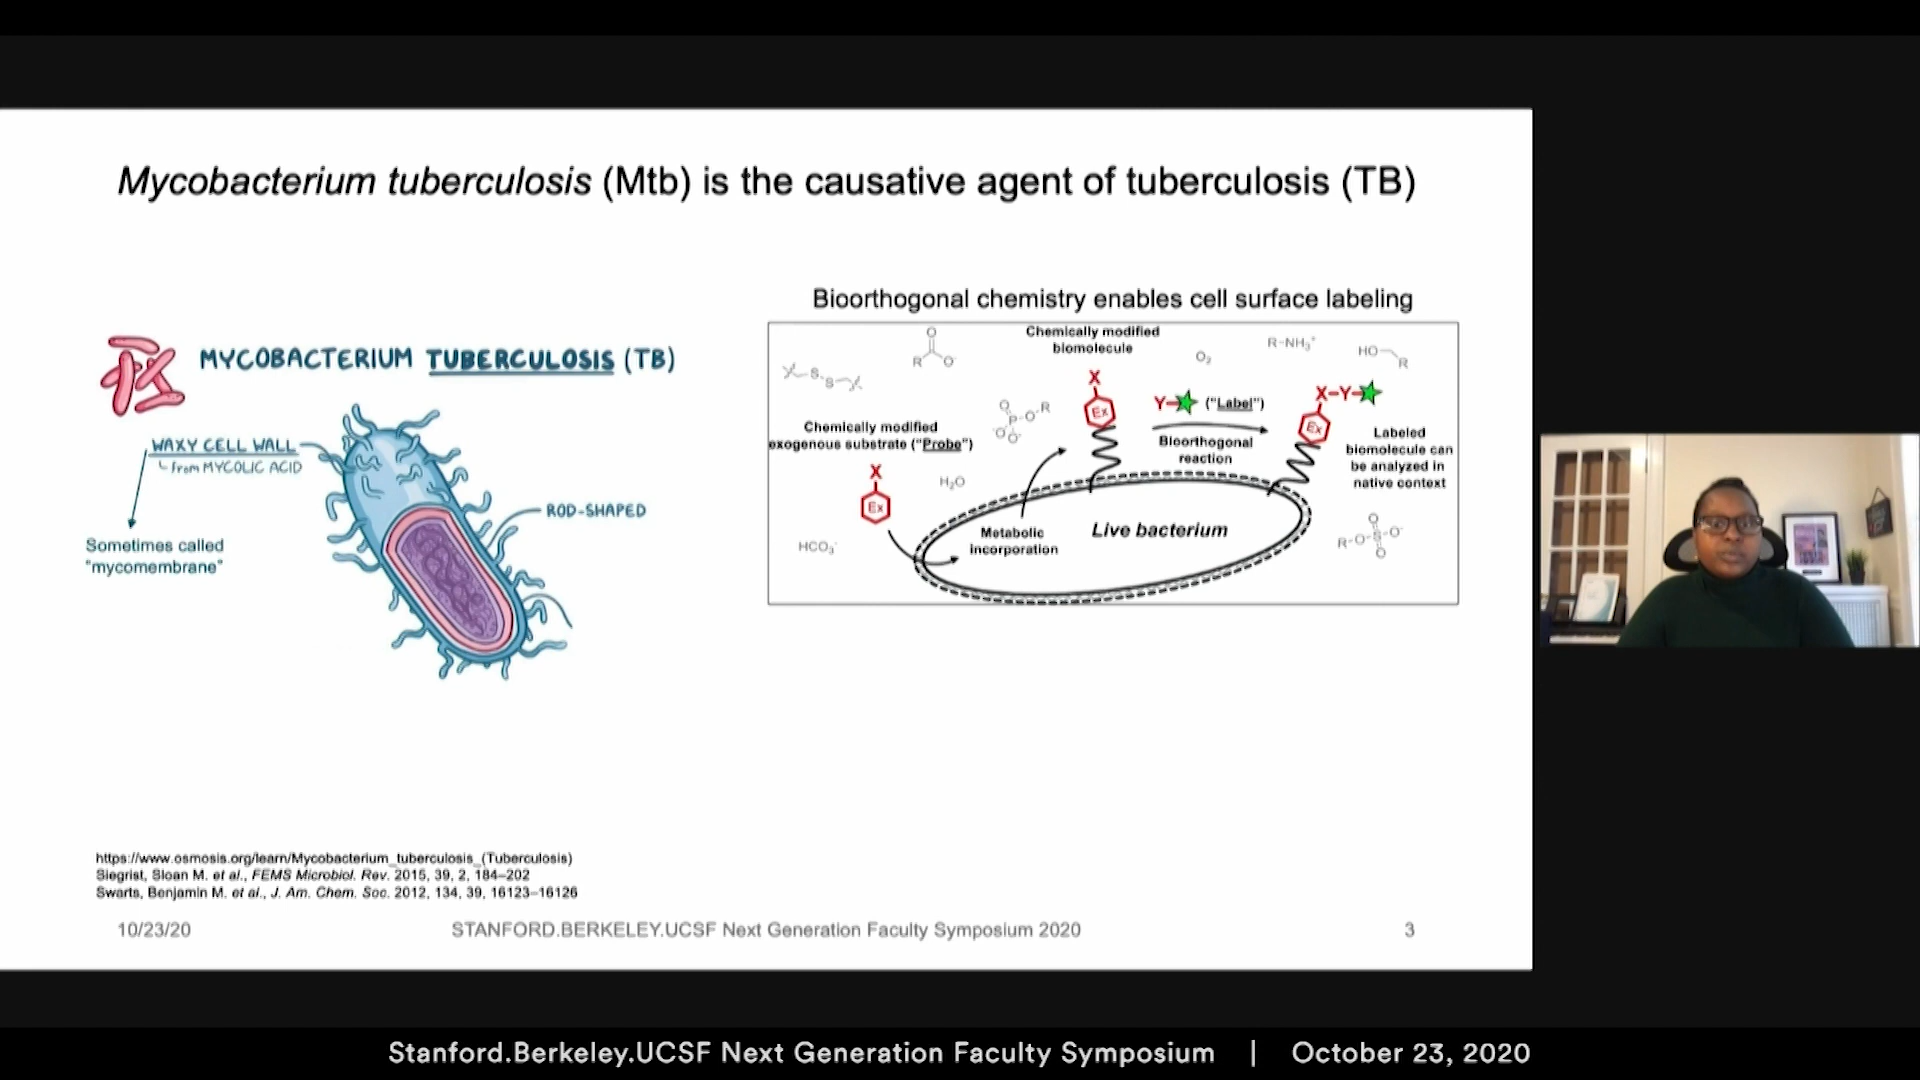 Mycobacterium tuberculosis (Mtb) is the causative agent of tuberculosis (TB)
MYCOBACTERIUM TUBERCULOSIS (TB)
WAXY CELL WALL
from MYCOLIC ACID
ROD-SHAPED
Sometimes called
"mycomembrane"
Bioorthogonal chemistry enables cell surface labeling
Chemically modified
biomolecule
O
R
O⁻
S
S
O₂
R-NH₃⁺
HO
R
Chemically modified
exogenous substrate ("Probe")
X
Ex
O
P-O-R
⁻O
O⁻
H₂O
HCO₃⁻
X
Ex
Y ("Label")
Bioorthogonal
reaction
X-Y
Ex
Labeled
biomolecule can
be analyzed in
native context
Metabolic
incorporation
Live bacterium
O
R-O-S-O⁻
O
https://www.osmosis.org/learn/Mycobacterium_tuberculosis_(Tuberculosis)
Siegrist, Sloan M. et al., FEMS Microbiol. Rev. 2015, 39, 2, 184–202
Swarts, Benjamin M. et al., J. Am. Chem. Soc. 2012, 134, 39, 16123–16126
10/23/20
STANFORD.BERKELEY.UCSF Next Generation Faculty Symposium 2020
3
Stanford.Berkeley.UCSF Next Generation Faculty Symposium | October 23, 2020